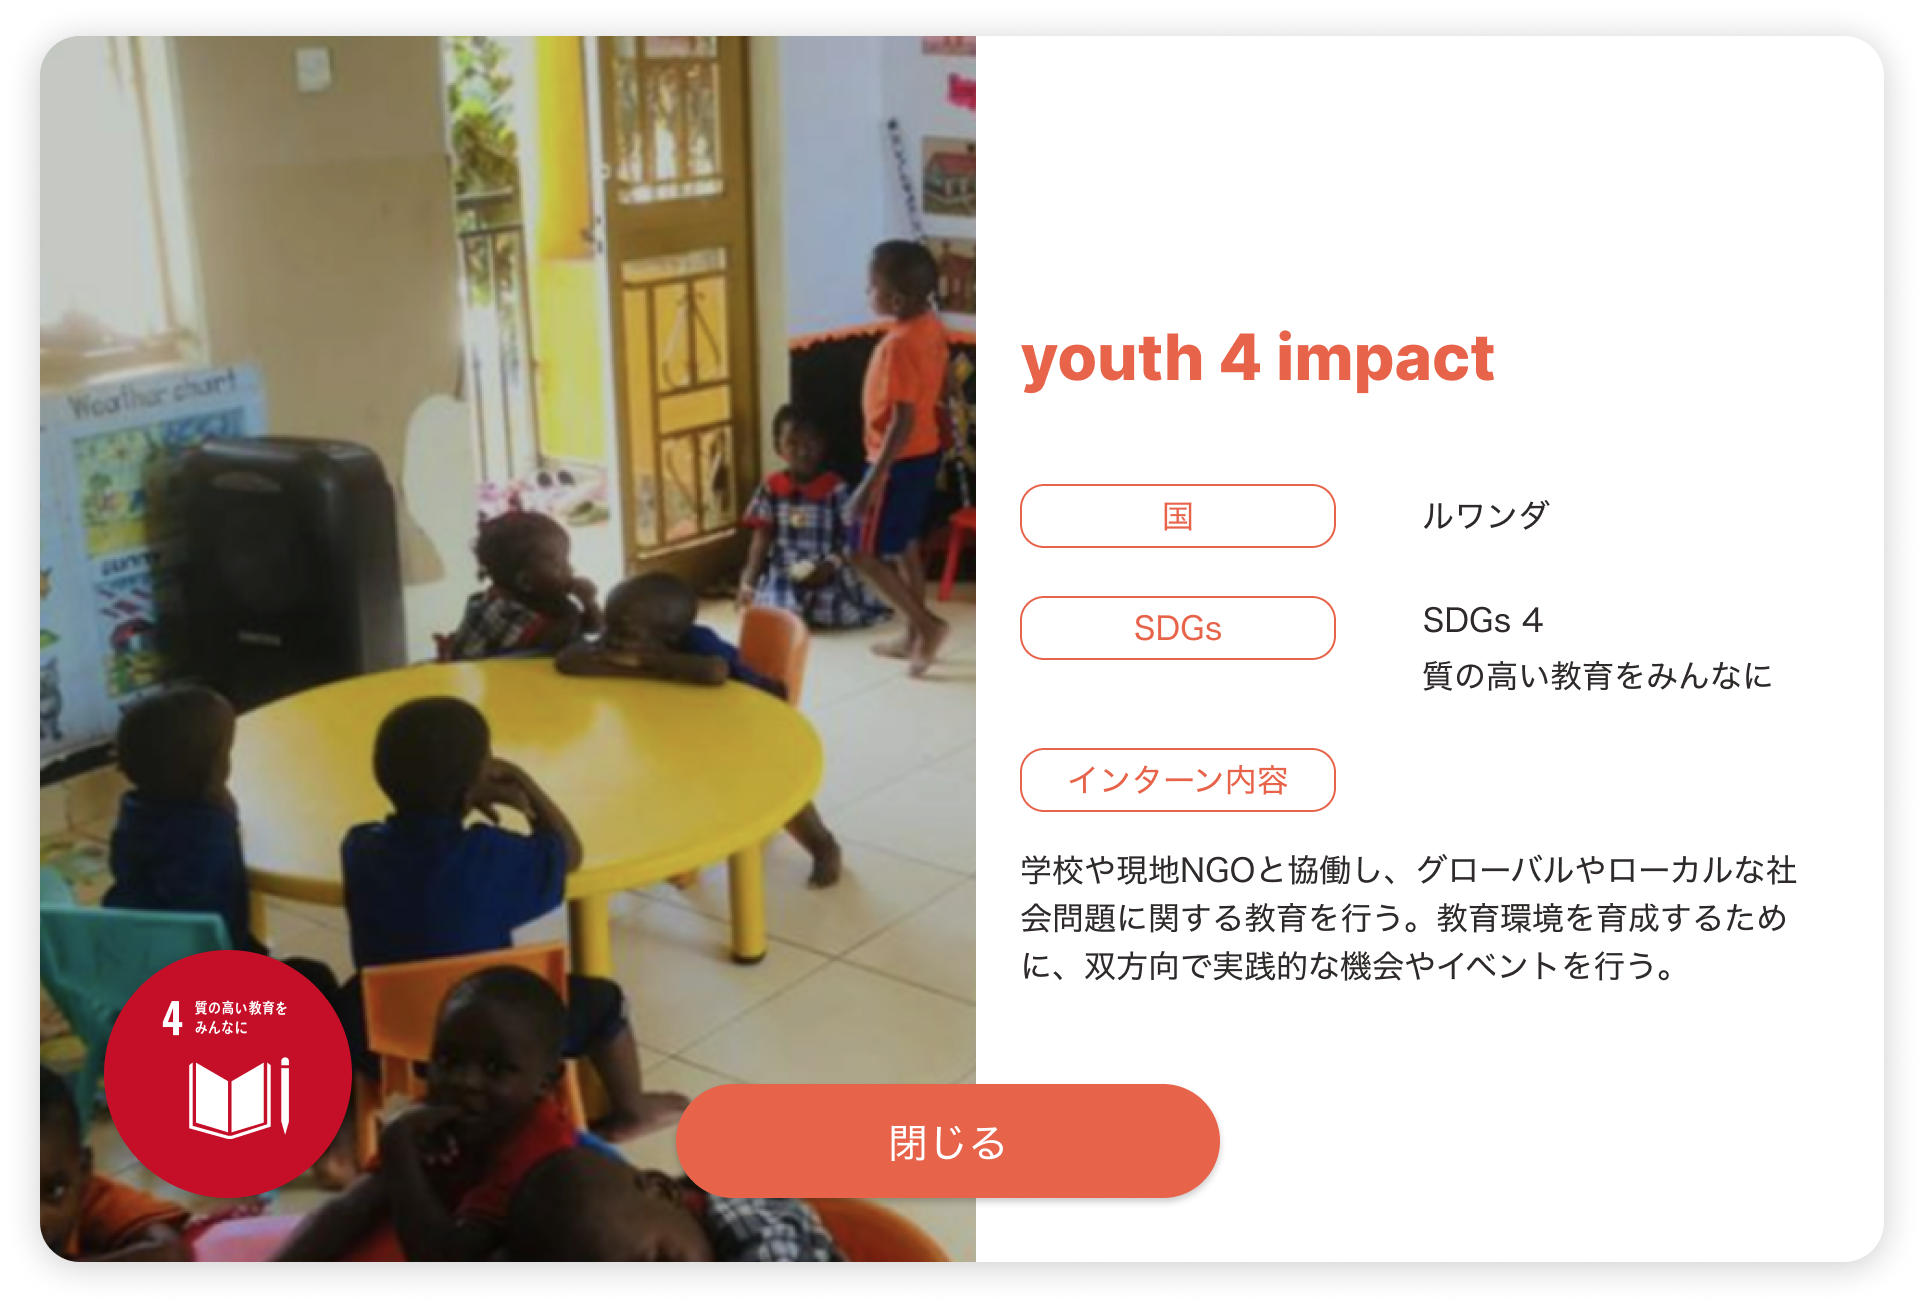 Weather chart
SUNNY
4 質の高い教育を
みんなに
youth 4 impact
国
ルワンダ
SDGs
SDGs 4
質の高い教育をみんなに
インターン内容
学校や現地NGOと協働し、グローバルやローカルな社
会問題に関する教育を行う。教育環境を育成するため
に、双方向で実践的な機会やイベントを行う。
閉じる